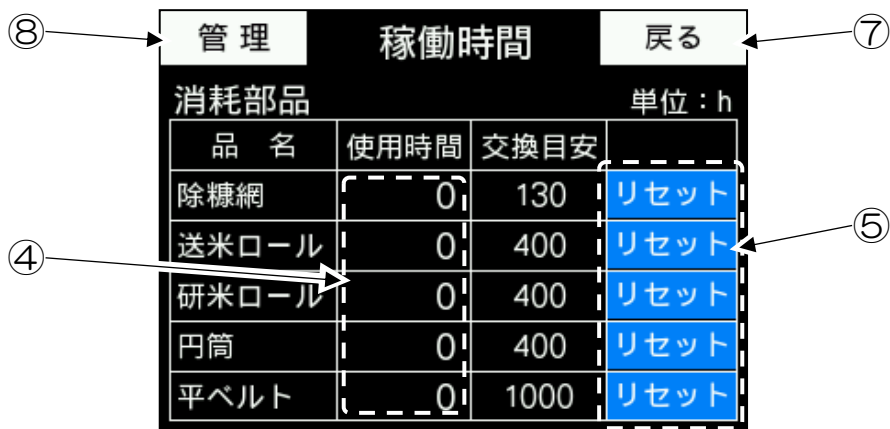 ⑧ 管理 稼働時間 戻る ⑦
消耗部品 単位：h
品 名 使用時間 交換目安
除糠網 0 130 リセット
送米ロール 0 400 リセット ⑤
④
研米ロール 0 400 リセット
円筒 0 400 リセット
平ベルト 0 1000 リセット